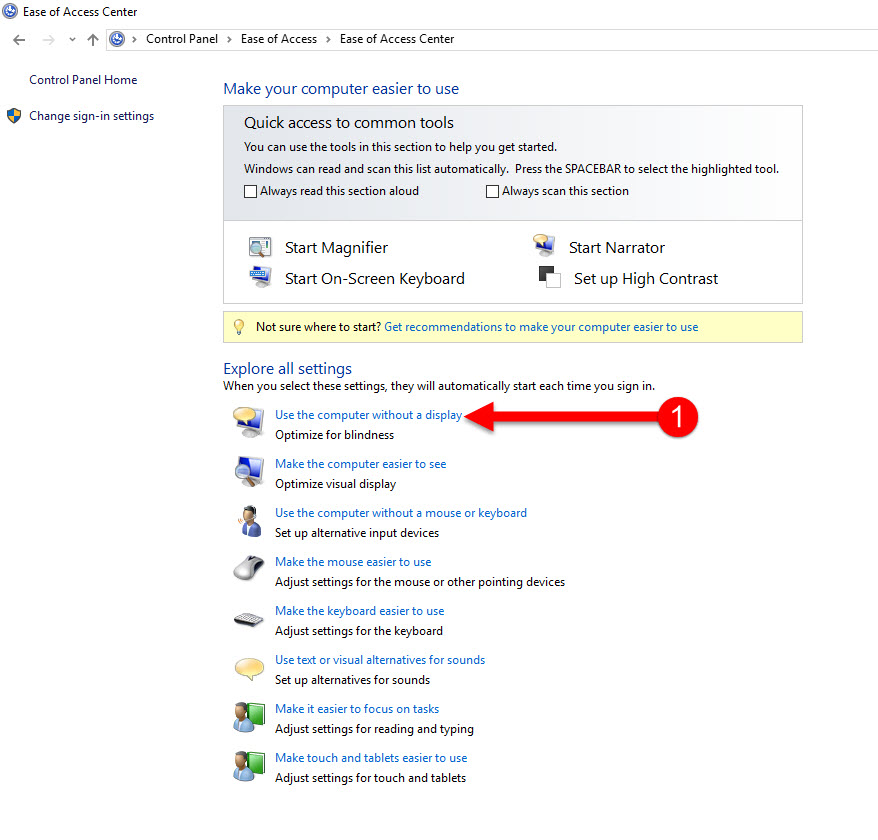 Ease of Access Center
Control Panel > Ease of Access > Ease of Access Center
Control Panel Home
Change sign-in settings
Make your computer easier to use
Quick access to common tools
You can use the tools in this section to help you get started.
Windows can read and scan this list automatically. Press the SPACEBAR to select the highlighted tool.
Always read this section aloud
Always scan this section
Start Magnifier
Start Narrator
Start On-Screen Keyboard
Set up High Contrast
Not sure where to start? Get recommendations to make your computer easier to use
Explore all settings
When you select these settings, they will automatically start each time you sign in.
Use the computer without a display
1
Optimize for blindness
Make the computer easier to see
Optimize visual display
Use the computer without a mouse or keyboard
Set up alternative input devices
Make the mouse easier to use
Adjust settings for the mouse or other pointing devices
Make the keyboard easier to use
Adjust settings for the keyboard
Use text or visual alternatives for sounds
Set up alternatives for sounds
Make it easier to focus on tasks
Adjust settings for reading and typing
Make touch and tablets easier to use
Adjust settings for touch and tablets